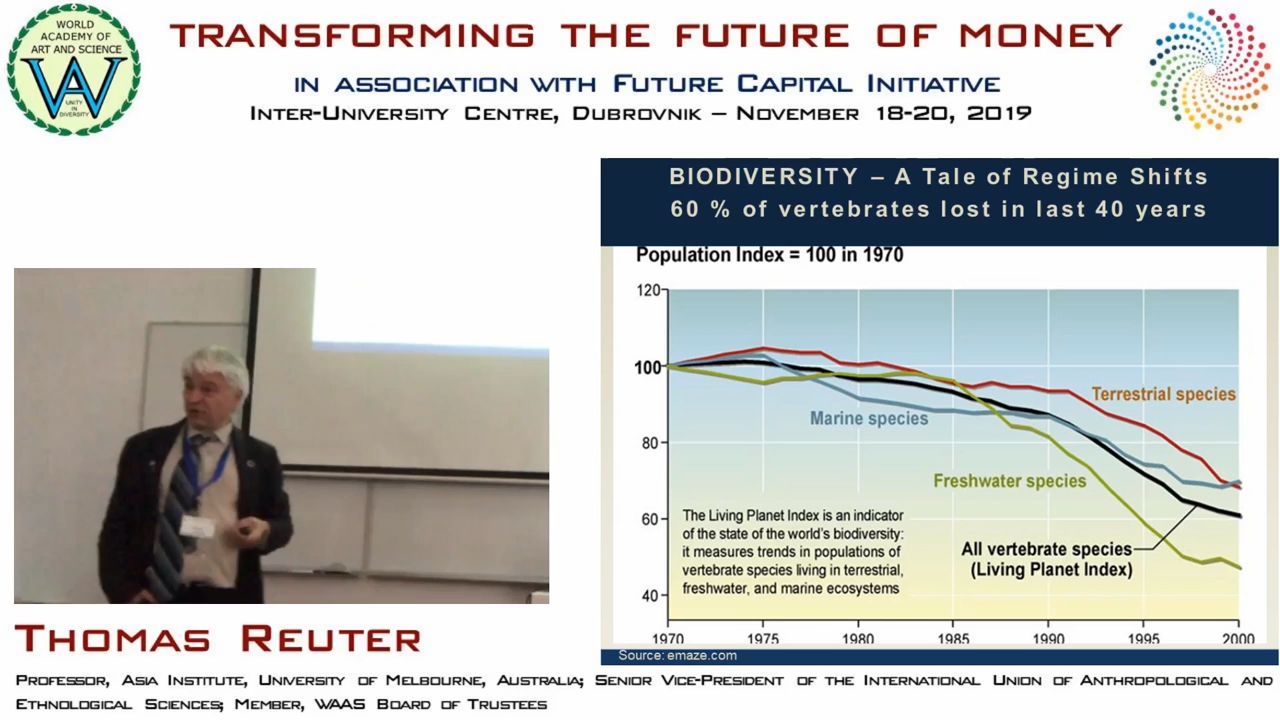 WORLD
ACADEMY OF
ART AND SCIENCE
UNITY
IN
DIVERSITY
TRANSFORMING THE FUTURE OF MONEY
IN ASSOCIATION WITH FUTURE CAPITAL INITIATIVE
INTER-UNIVERSITY CENTRE, DUBROVNIK – NOVEMBER 18-20, 2019
BIODIVERSITY – A Tale of Regime Shifts
60 % of vertebrates lost in last 40 years
Population Index = 100 in 1970
120
100
80
60
40
Terrestrial species
Marine species
Freshwater species
The Living Planet Index is an indicator
of the state of the world's biodiversity:
it measures trends in populations of
vertebrate species living in terrestrial,
freshwater, and marine ecosystems
All vertebrate species
(Living Planet Index)
1970 1975 1980 1985 1990 1995 2000
Source: emaze.com
THOMAS REUTER
PROFESSOR, ASIA INSTITUTE, UNIVERSITY OF MELBOURNE, AUSTRALIA; SENIOR VICE-PRESIDENT OF THE INTERNATIONAL UNION OF ANTHROPOLOGICAL AND
ETHNOLOGICAL SCIENCES; MEMBER, WAAS BOARD OF TRUSTEES